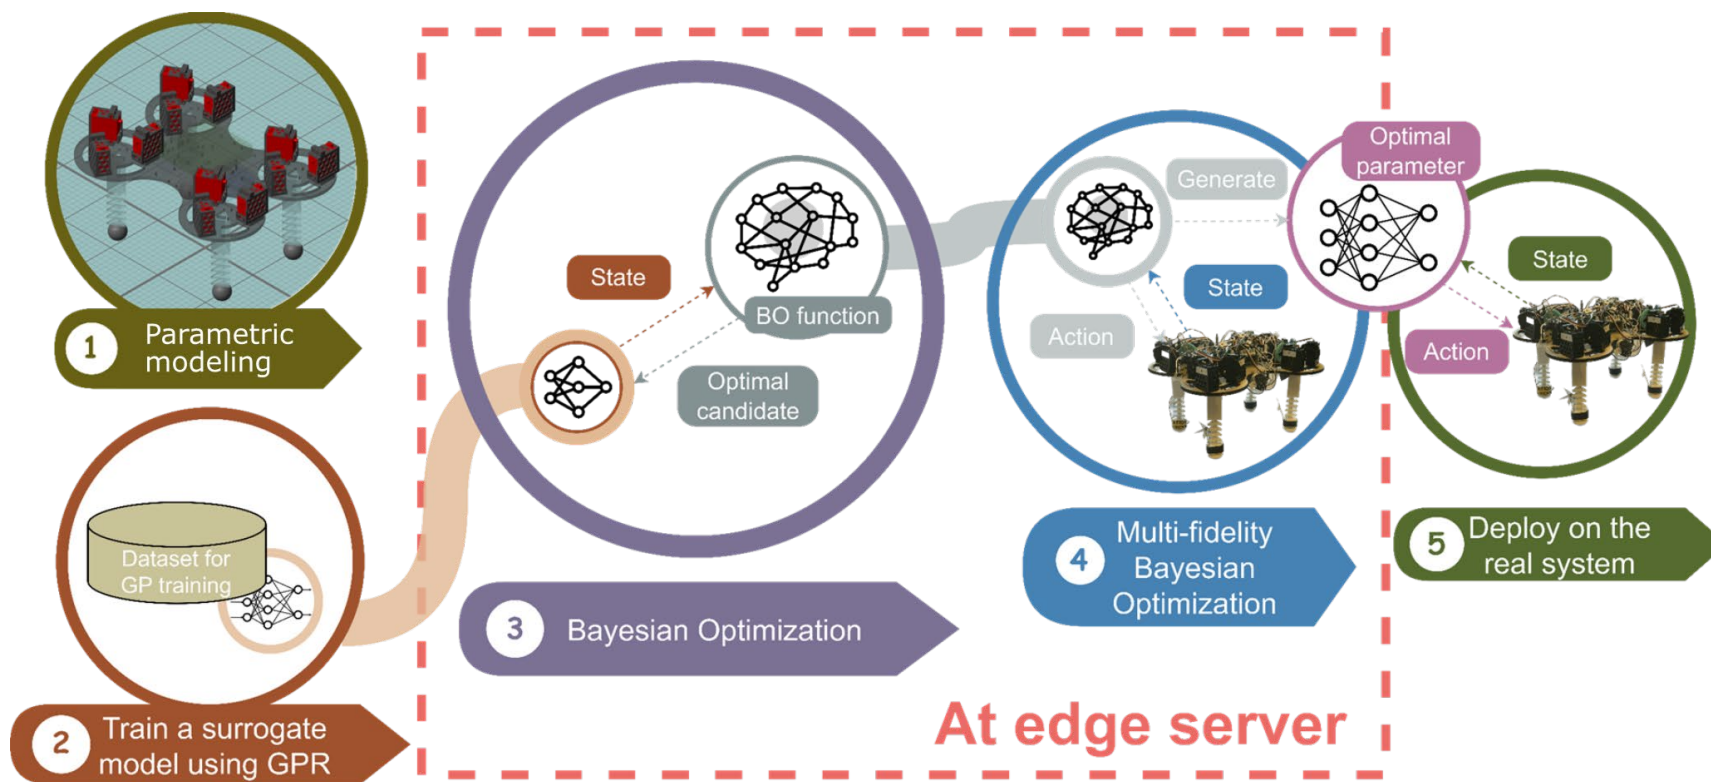 1
Parametric
modeling
Dataset for
GP training
2
Train a surrogate
model using GPR
State
BO function
Optimal
candidate
3
Bayesian Optimization
Generate
State
Action
4
Multi-fidelity
Bayesian
Optimization
At edge server
Optimal
parameter
State
Action
5
Deploy on the
real system